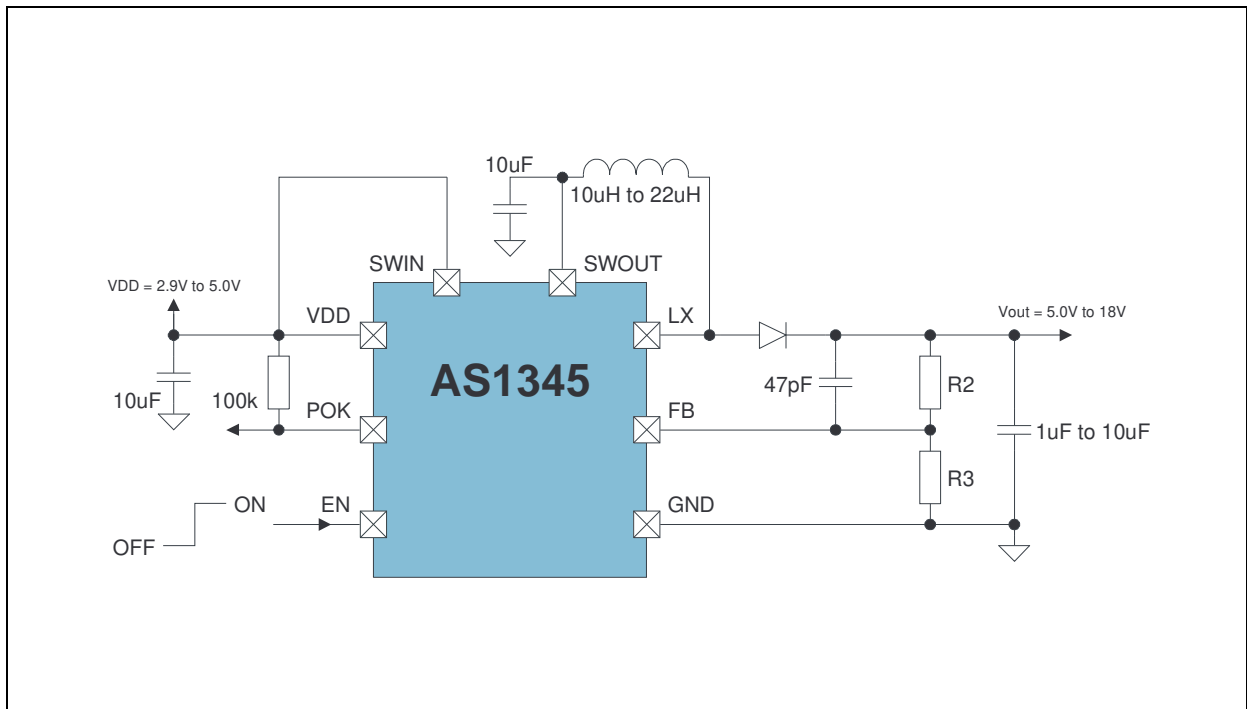 10uF
10uH to 22uH
SWIN
SWOUT
VDD = 2.9V to 5.0V
VDD
LX
Vout = 5.0V to 18V
AS1345
10uF
100k
POK
FB
47pF
R2
1uF to 10uF
R3
ON
EN
GND
OFF